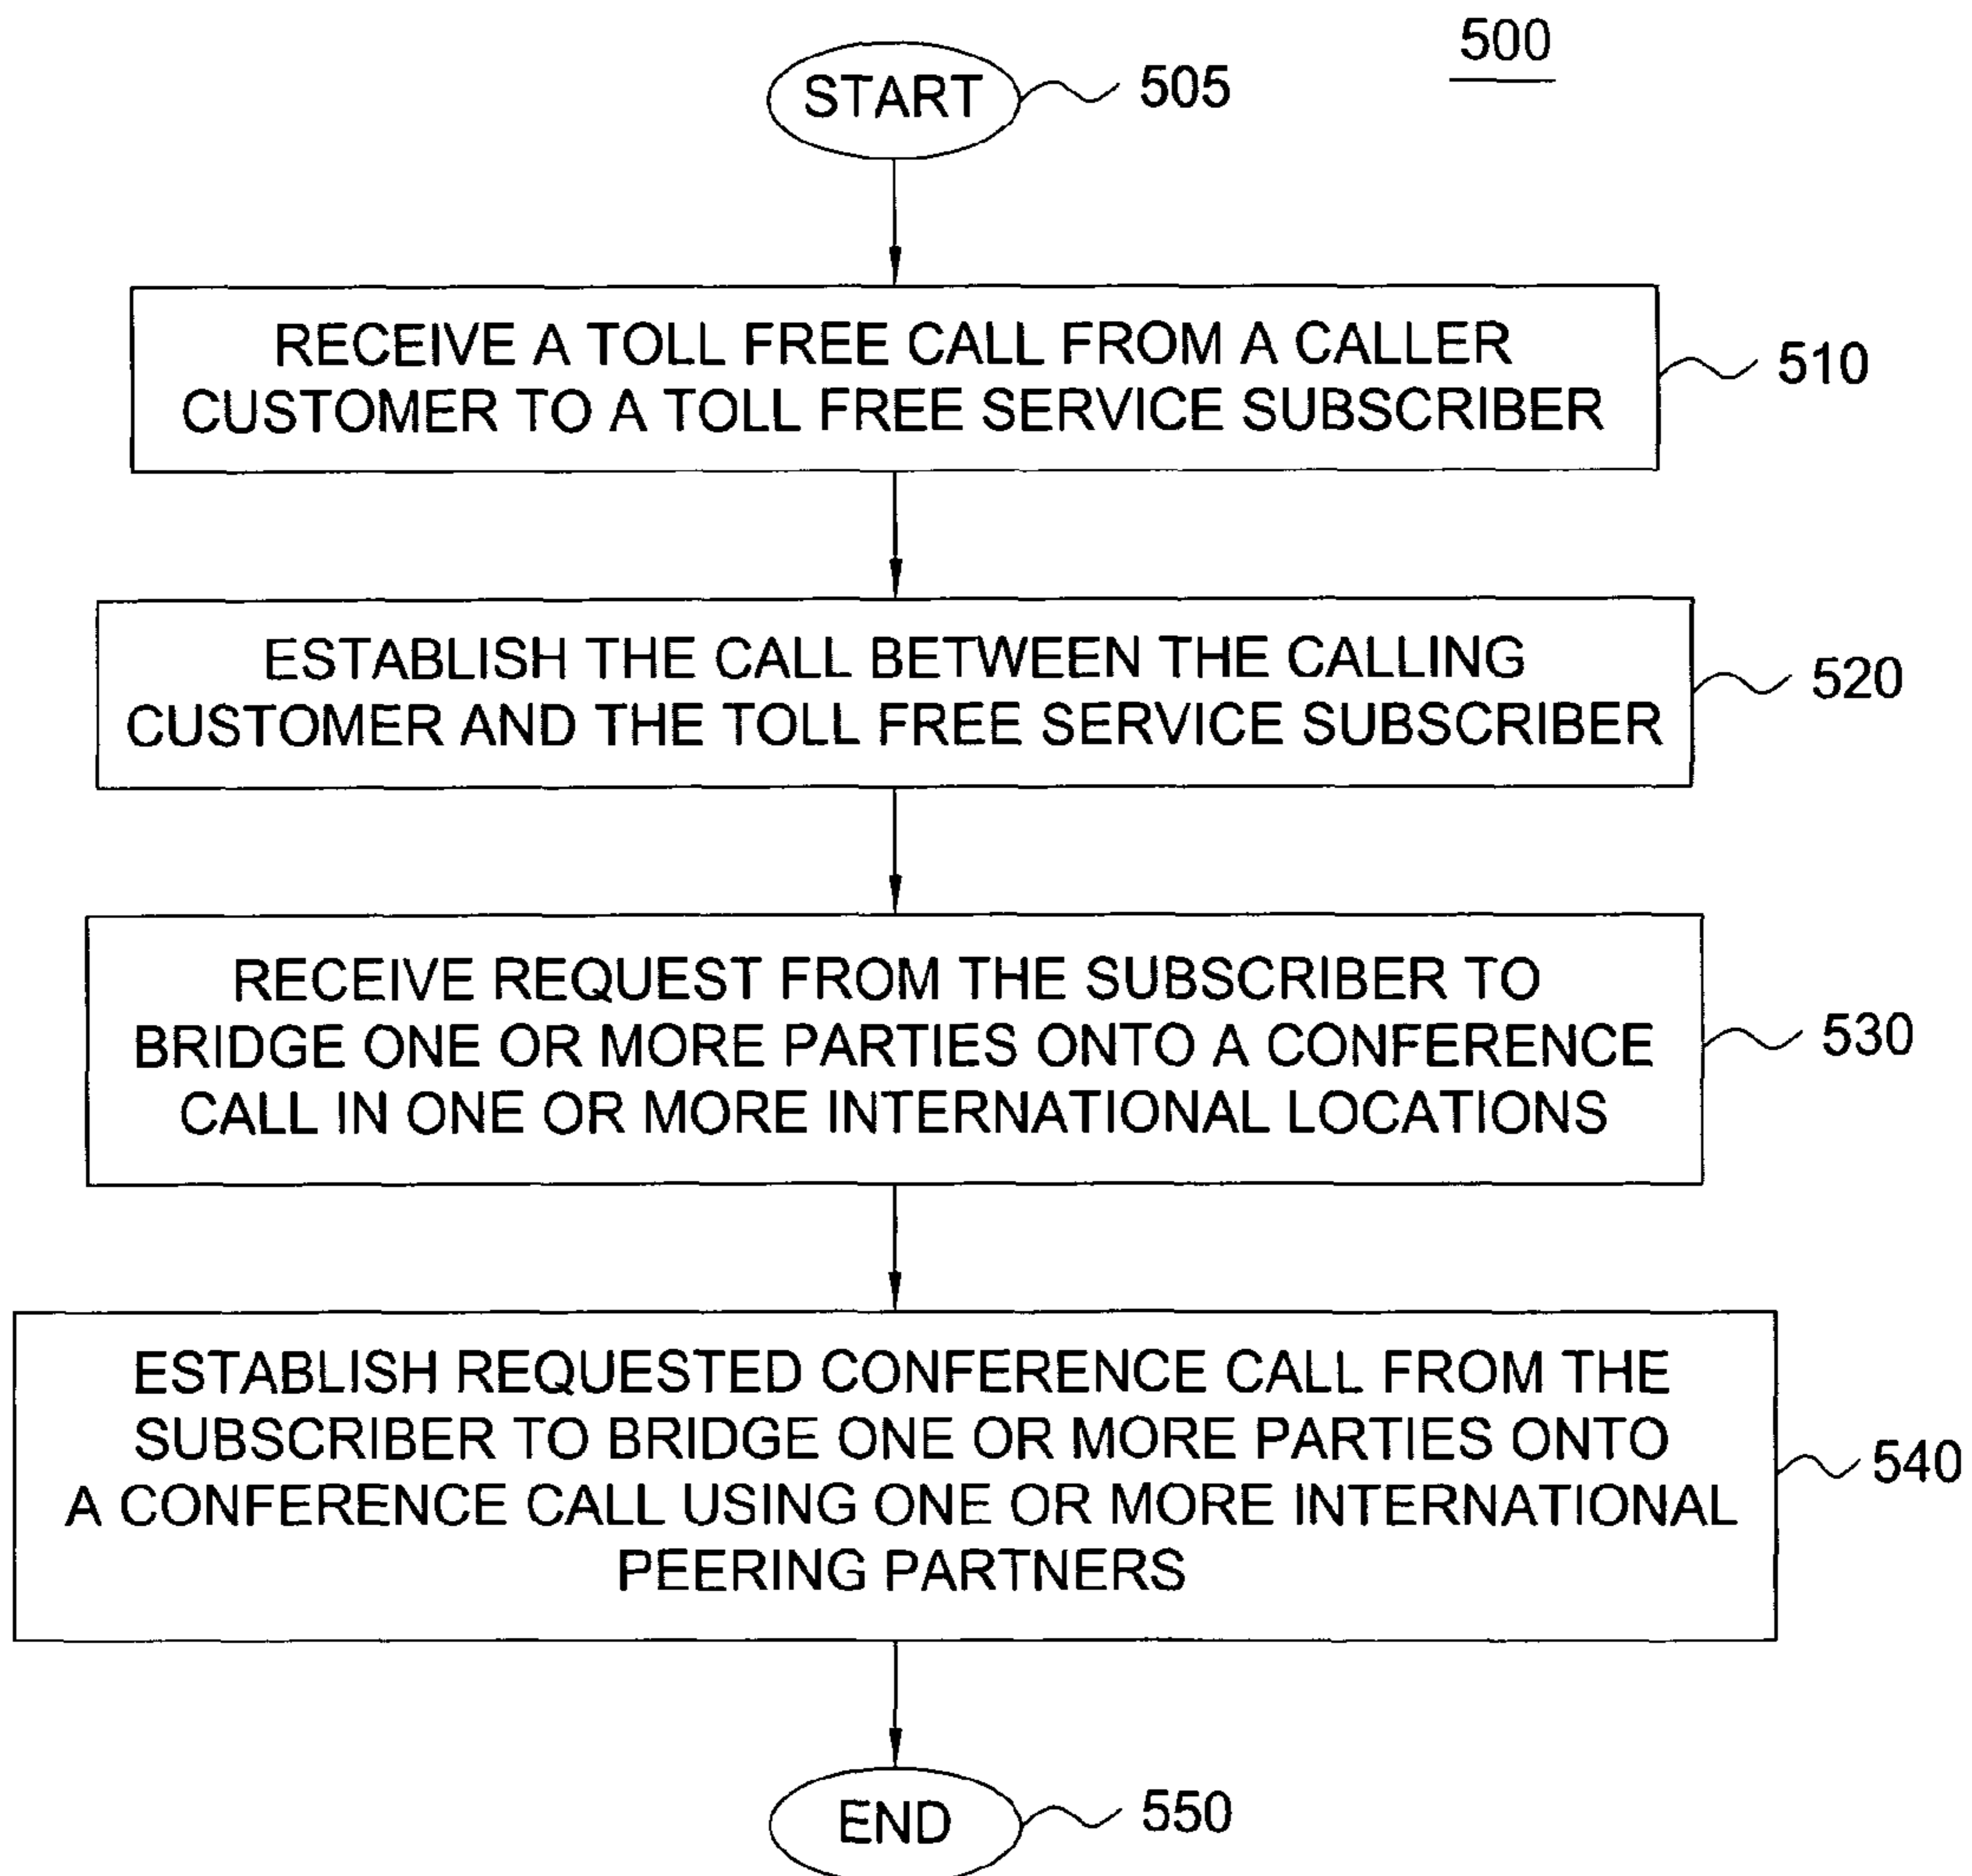 500
START
505
RECEIVE A TOLL FREE CALL FROM A CALLER
CUSTOMER TO A TOLL FREE SERVICE SUBSCRIBER
510
ESTABLISH THE CALL BETWEEN THE CALLING
CUSTOMER AND THE TOLL FREE SERVICE SUBSCRIBER
520
RECEIVE REQUEST FROM THE SUBSCRIBER TO
BRIDGE ONE OR MORE PARTIES ONTO A CONFERENCE
CALL IN ONE OR MORE INTERNATIONAL LOCATIONS
530
ESTABLISH REQUESTED CONFERENCE CALL FROM THE
SUBSCRIBER TO BRIDGE ONE OR MORE PARTIES ONTO
A CONFERENCE CALL USING ONE OR MORE INTERNATIONAL
PEERING PARTNERS
540
END
550